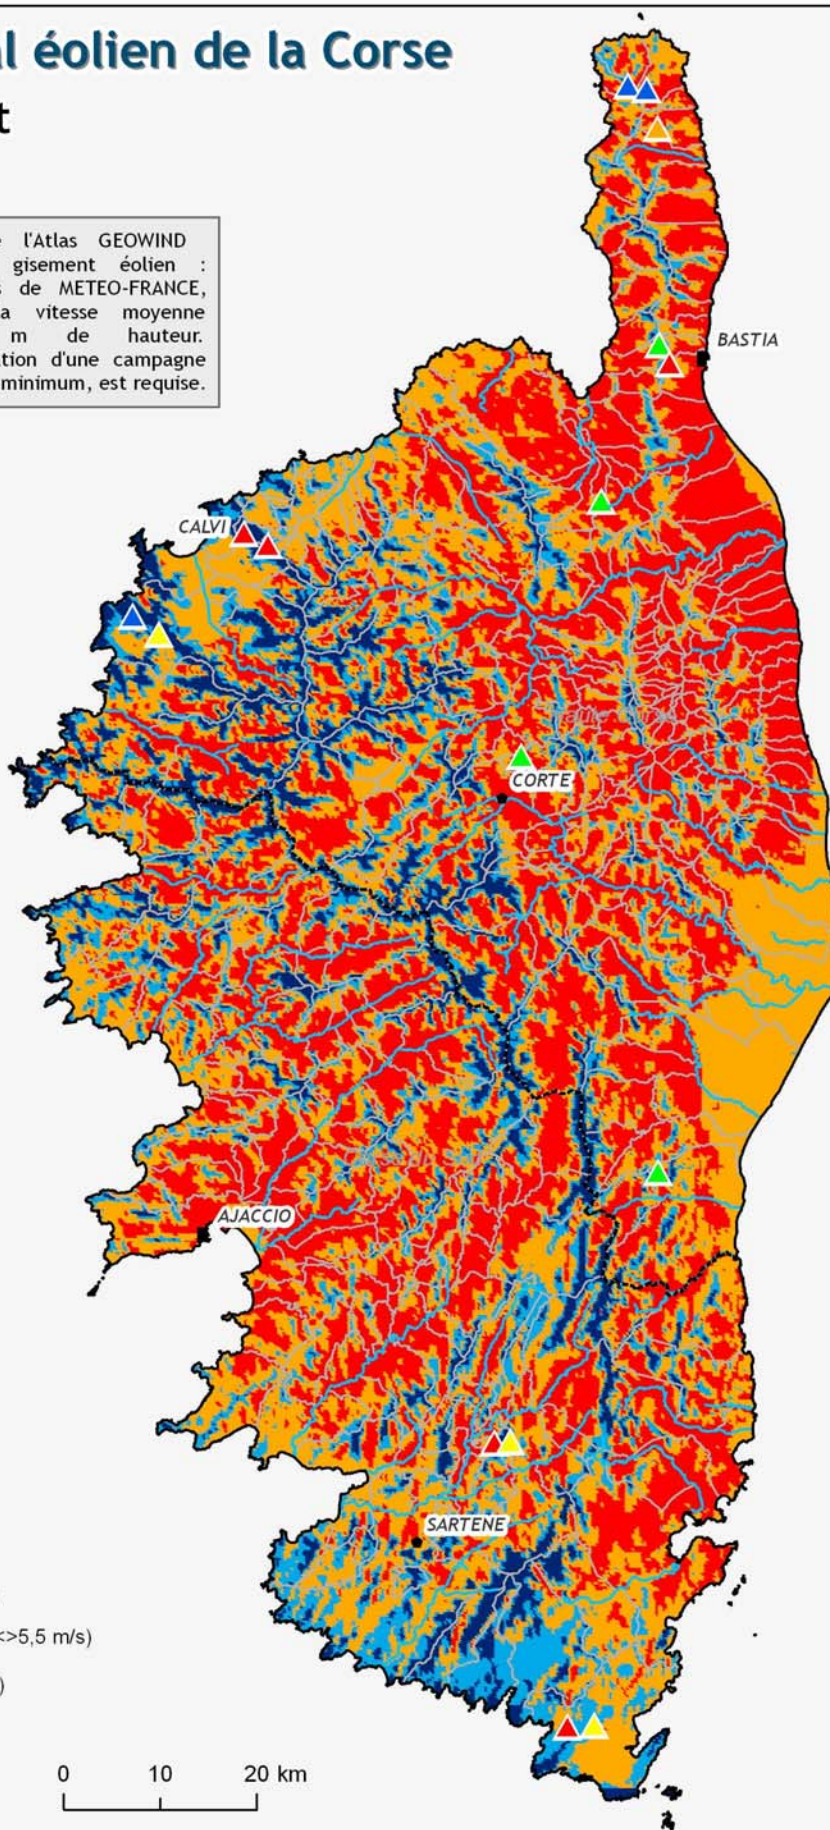 l éolien de la Corse
t
l'Atlas GEOWIND
gisement éolien :
de METEO-FRANCE,
a vitesse moyenne
m de hauteur.
tion d'une campagne
minimum, est requise.
BASTIA
CALVI
CORTE
AJACCIO
SARTENE
<>5,5 m/s)
)
0 10 20 km